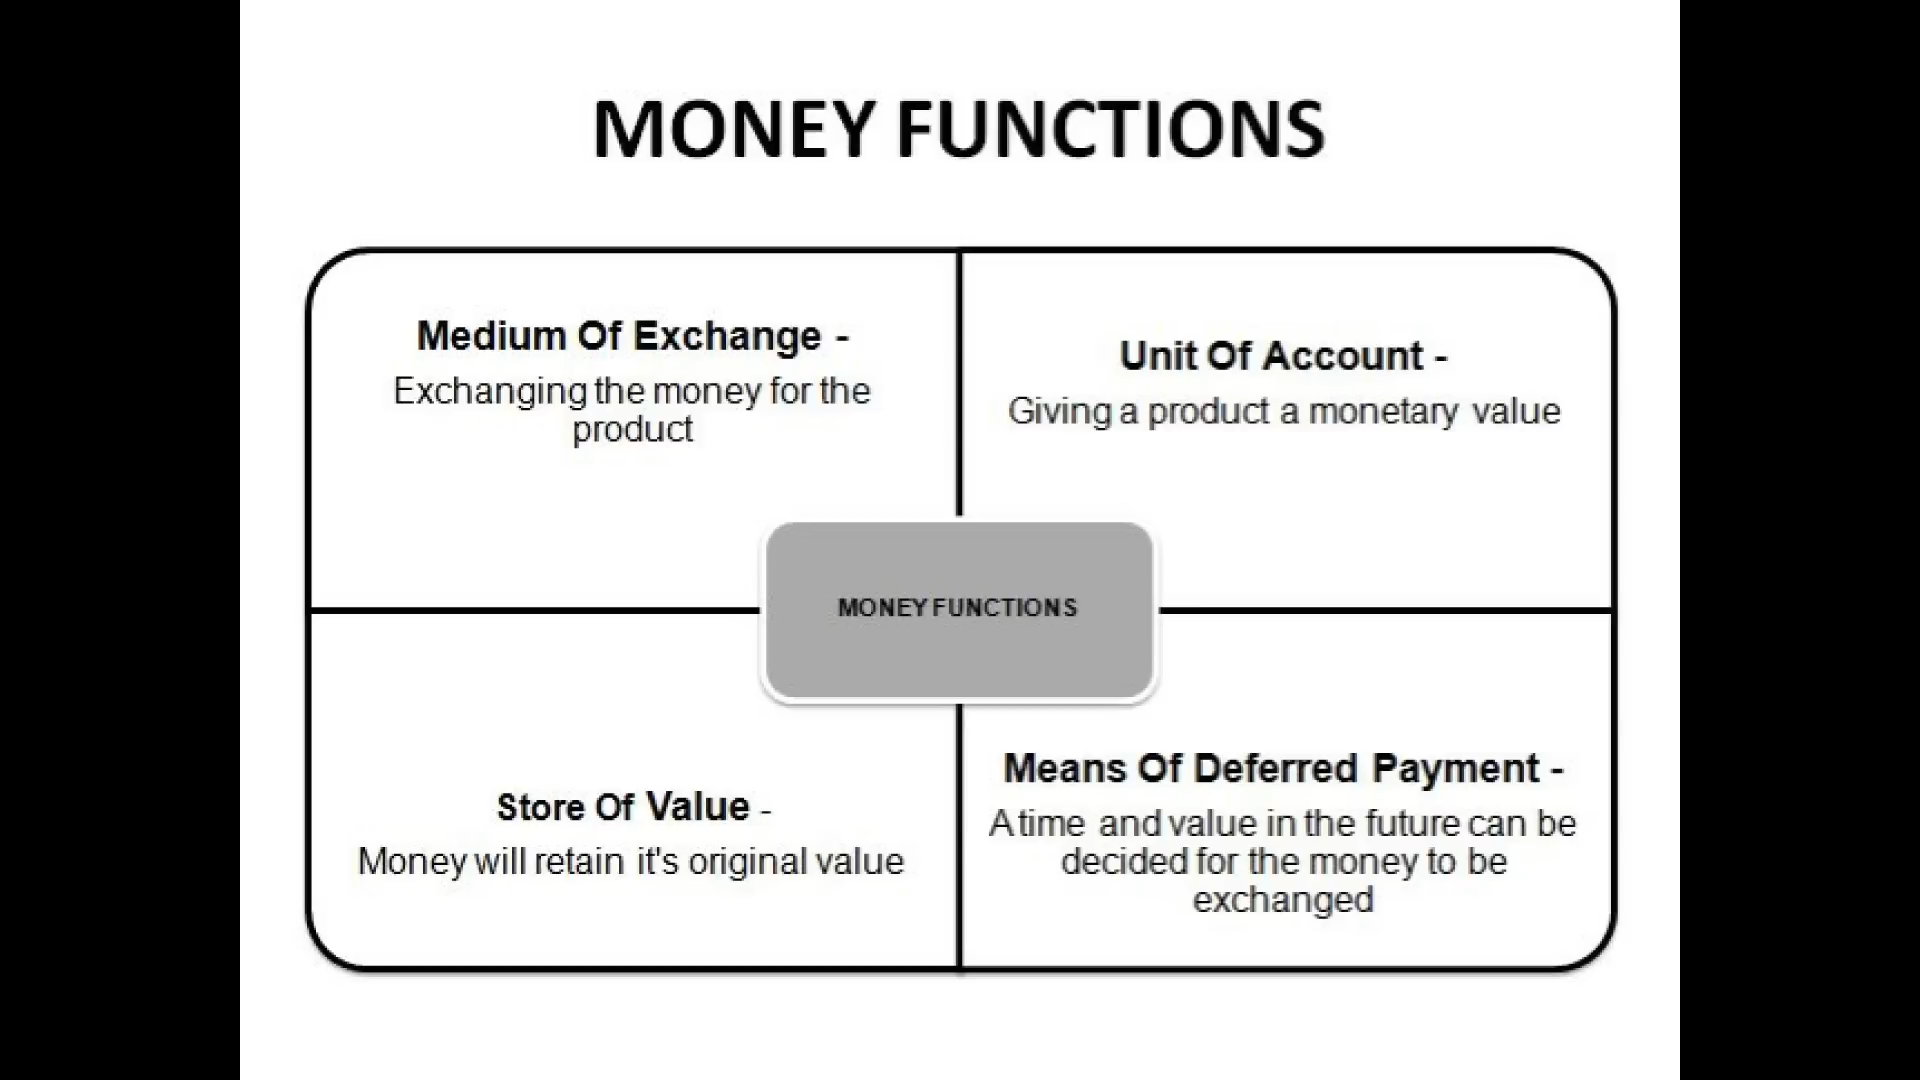 MONEY FUNCTIONS
Medium Of Exchange -
Exchanging the money for the
product
Unit Of Account -
Giving a product a monetary value
MONEY FUNCTIONS
Store Of Value -
Money will retain it's original value
Means Of Deferred Payment -
A time and value in the future can be
decided for the money to be
exchanged